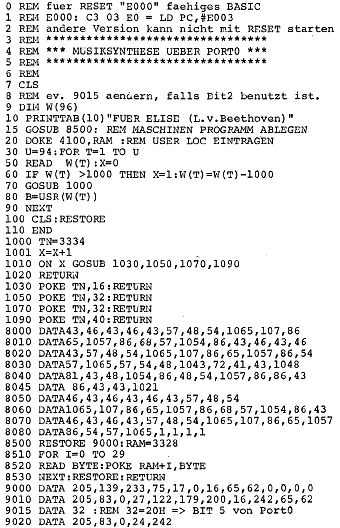 0 REM fuer RESET "E000" faehiges BASIC
1 REM E000: C3 03 E0 = LD PC,#E003
2 REM andere Version kann nicht mit RESET starten
3 REM *********************************
4 REM *** MUSIKSYNTHESE UEBER PORT0 ***
5 REM *********************************
6 REM
7 CLS
8 REM ev. 9015 aendern, falls Bit2 benutzt ist.
9 DIM W(96)
10 PRINTTAB(10)"FUER ELISE (L.v.Beethoven)"
15 GOSUB 8500: REM MASCHINEN PROGRAMM ABLEGEN
20 DOKE 4100,RAM :REM USER LOC EINTRAGEN
30 U=94:FOR T=1 TO U
50 READ W(T):X=0
60 IF W(T) >1000 THEN X=1:W(T)=W(T)-1000
70 GOSUB 1000
80 B=USR(W(T))
90 NEXT
100 CLS:RESTORE
110 END
1000 TN=3334
1001 X=X+1
1010 ON X GOSUB 1030,1050,1070,1090
1020 RETURN
1030 POKE TN,16:RETURN
1050 POKE TN,32:RETURN
1070 POKE TN,32:RETURN
1090 POKE TN,40:RETURN
8000 DATA43,46,43,46,43,57,48,54,1065,107,86
8010 DATA65,1057,86,68,57,1054,86,43,46,43,46
8020 DATA43,57,48,54,1065,107,86,65,1057,86,54
8030 DATA57,1065,57,54,48,1043,72,41,43,1048
8040 DATA81,43,48,1054,86,48,54,1057,86,86,43
8045 DATA 86,43,43,1021
8050 DATA46,43,46,43,46,43,57,48,54
8060 DATA1065,107,86,65,1057,86,68,57,1054,86,43
8070 DATA46,43,46,43,57,48,54,1065,107,86,65,1057
8080 DATA86,54,57,1065,1,1,1,1
8500 RESTORE 9000:RAM=3328
8510 FOR I=0 TO 29
8520 READ BYTE:POKE RAM+I,BYTE
8530 NEXT:RESTORE:RETURN
9000 DATA 205,139,233,75,17,0,16,65,62,0,0,0,0
9010 DATA 205,83,0,27,122,179,200,16,242,65,62
9015 DATA 32 :REM 32=20H => BIT 5 von Port0
9020 DATA 205,83,0,24,242